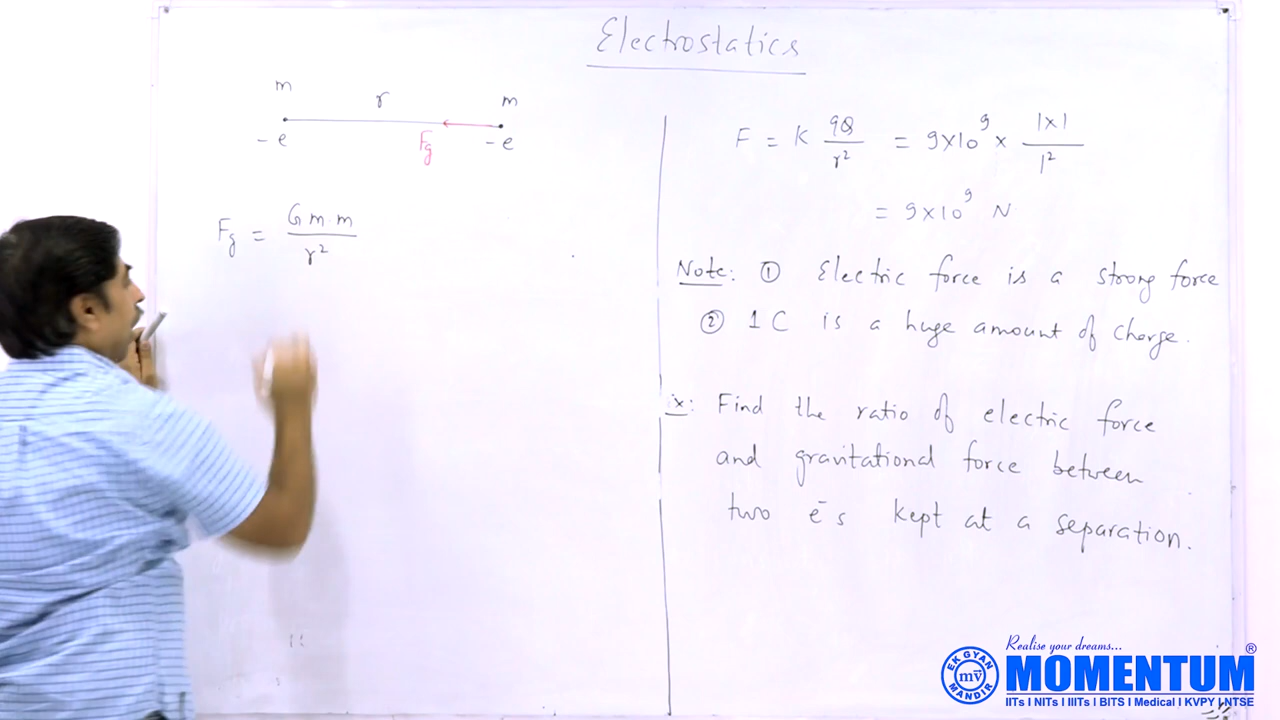 Electrostatics
m r m
-e Fg -e
Fg = G m·m / r²
F = K qQ / r² = 9×10⁹ × 1×1 / 1²
= 9×10⁹ N
Note: ① Electric force is a strong force
② 1 C is a huge amount of charge.
x: Find the ratio of electric force
and gravitational force between
two e⁻s kept at a separation.
Realise your dreams...
EK GYAN MANDIR
mv
MOMENTUM®
IITs I NITs I IIITs I BITS I Medical I KVPY I NTSE